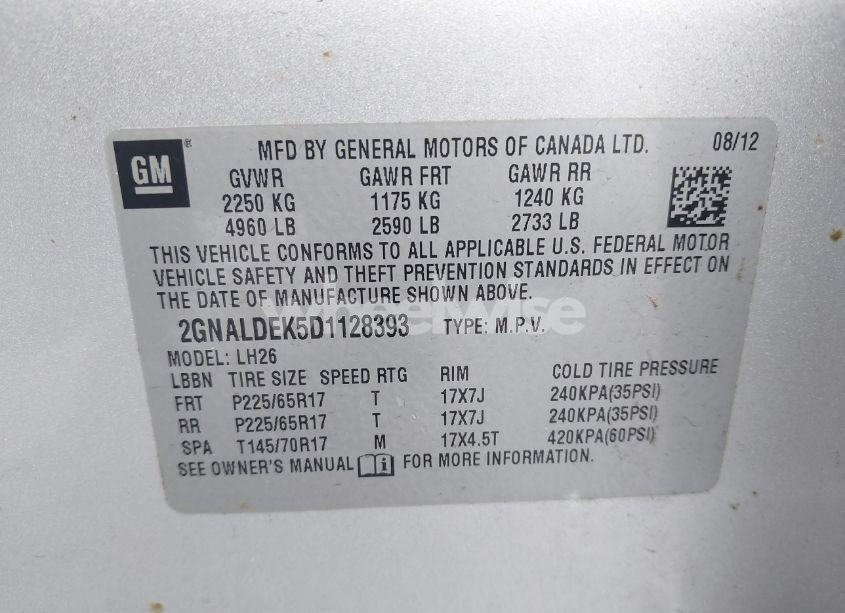 GM ® MFD BY GENERAL MOTORS OF CANADA LTD. 08/12
GVWR GAWR FRT GAWR RR
2250 KG 1175 KG 1240 KG
4960 LB 2590 LB 2733 LB
THIS VEHICLE CONFORMS TO ALL APPLICABLE U.S. FEDERAL MOTOR
VEHICLE SAFETY AND THEFT PREVENTION STANDARDS IN EFFECT ON
THE DATE OF MANUFACTURE SHOWN ABOVE.
WheelWise
2GNALDEK5D1128393 TYPE: M.P.V.
MODEL: LH26
LBBN TIRE SIZE SPEED RTG RIM COLD TIRE PRESSURE
FRT P225/65R17 T 17X7J 240KPA(35PSI)
RR P225/65R17 T 17X7J 240KPA(35PSI)
SPA T145/70R17 M 17X4.5T 420KPA(60PSI)
SEE OWNER'S MANUAL i FOR MORE INFORMATION.